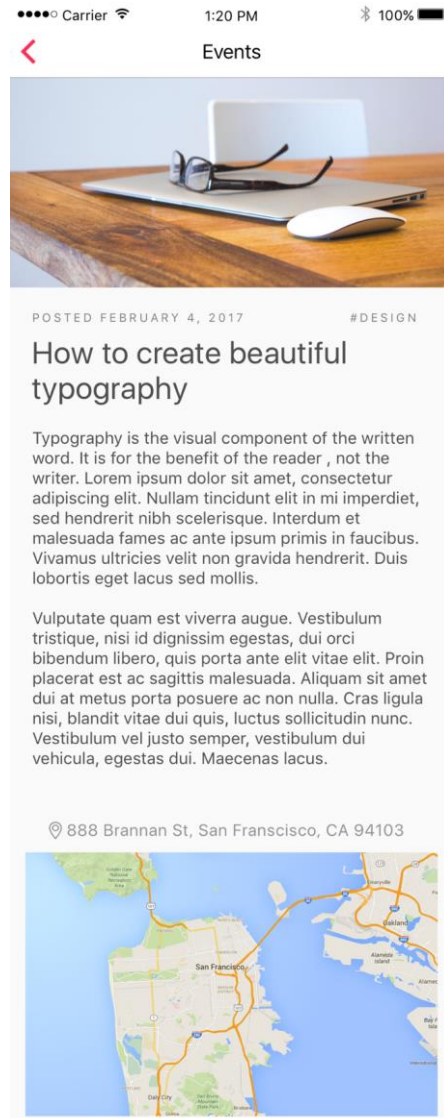 Carrier 1:20 PM 100%
Events
POSTED FEBRUARY 4, 2017 #DESIGN
How to create beautiful
typography
Typography is the visual component of the written
word. It is for the benefit of the reader , not the
writer. Lorem ipsum dolor sit amet, consectetur
adipiscing elit. Nullam tincidunt elit in mi imperdiet,
sed hendrerit nibh scelerisque. Interdum et
malesuada fames ac ante ipsum primis in faucibus.
Vivamus ultricies velit non gravida hendrerit. Duis
lobortis eget lacus sed mollis.
Vulputate quam est viverra augue. Vestibulum
tristique, nisi id dignissim egestas, dui orci
bibendum libero, quis porta ante elit vitae elit. Proin
placerat est ac sagittis malesuada. Aliquam sit amet
dui at metus porta posuere ac non nulla. Cras ligula
nisi, blandit vitae dui quis, luctus sollicitudin nunc.
Vestibulum vel justo semper, vestibulum dui
vehicula, egestas dui. Maecenas lacus.
888 Brannan St, San Franscisco, CA 94103
Emeryville
Oakland
Alameda
Island
San Francisco
Daly City